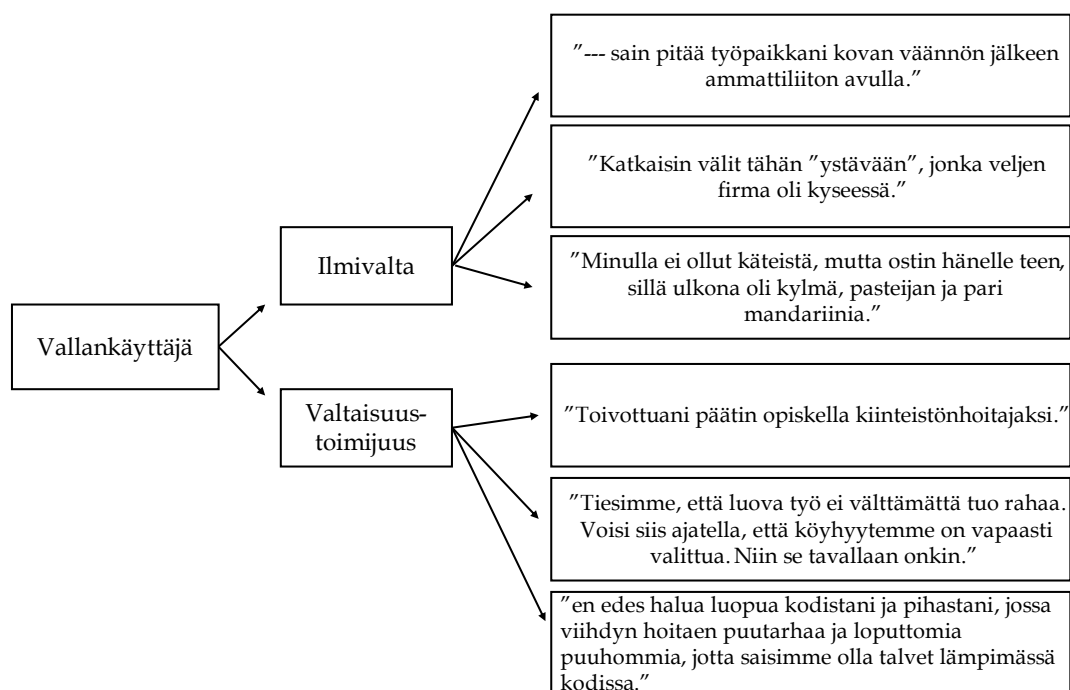 ”--- sain pitää työpaikkani kovan väännön jälkeen
ammattiliiton avulla.”
”Katkaisin välit tähän ”ystävään”, jonka veljen
firma oli kyseessä.”
Ilmivalta
”Minulla ei ollut käteistä, mutta ostin hänelle teen,
sillä ulkona oli kylmä, pasteijan ja pari
mandariinia.”
Vallankäyttäjä
Valtaisuus-
toimijuus
”Toivottuani päätin opiskella kiinteistönhoitajaksi.”
”Tiesimme, että luova työ ei välttämättä tuo rahaa.
Voisi siis ajatella, että köyhyytemme on vapaasti
valittua. Niin se tavallaan onkin.”
”en edes halua luopua kodistani ja pihastani, jossa
viihdyn hoitaen puutarhaa ja loputtomia
puuhommia, jotta saisimme olla talvet lämpimässä
kodissa.”